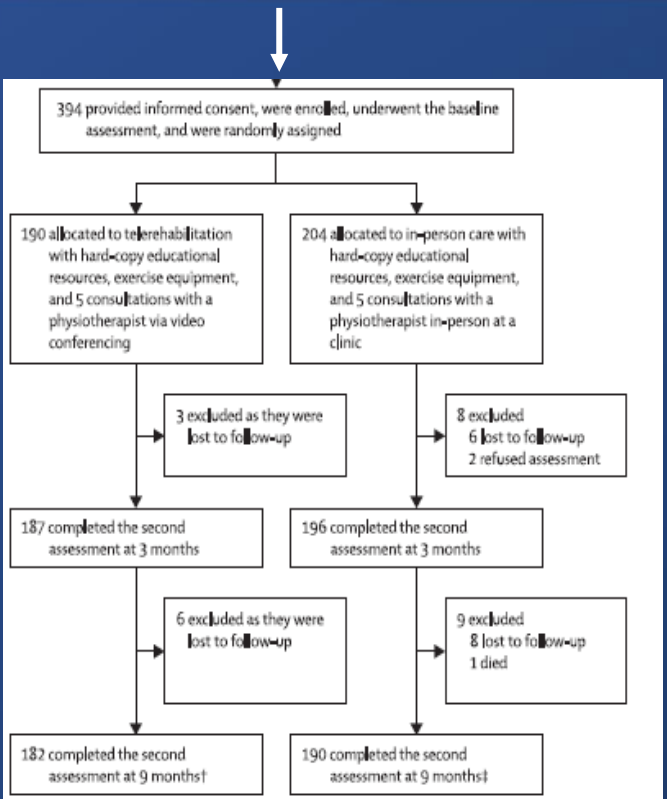 394 provided informed consent, were enrolled, underwent the baseline
assessment, and were randomly assigned
190 allocated to telerehabilitation
with hard-copy educational
resources, exercise equipment,
and 5 consultations with a
physiotherapist via video
conferencing
204 allocated to in-person care with
hard-copy educational
resources, exercise equipment,
and 5 consultations with a
physiotherapist in-person at a
clinic
3 excluded as they were
lost to follow-up
8 excluded
6 lost to follow-up
2 refused assessment
187 completed the second
assessment at 3 months
196 completed the second
assessment at 3 months
6 excluded as they were
lost to follow-up
9 excluded
8 lost to follow-up
1 died
182 completed the second
assessment at 9 months†
190 completed the second
assessment at 9 months‡